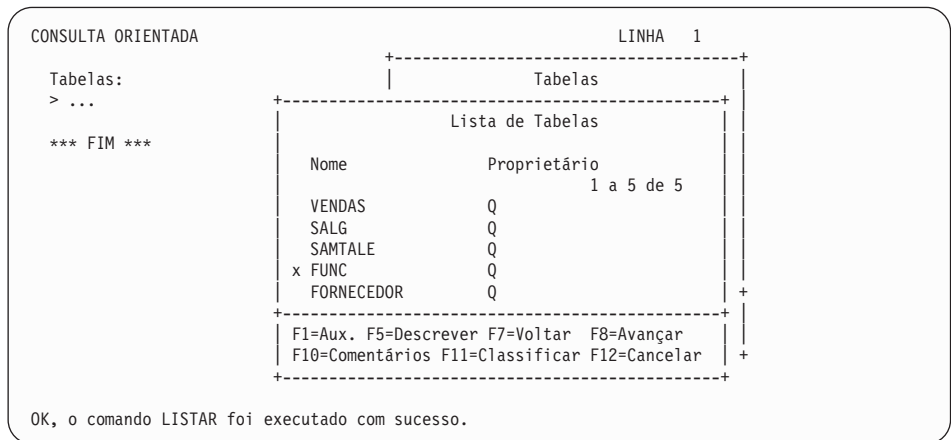 CONSULTA ORIENTADA LINHA 1
Tabelas
Tabelas:
> ...
Lista de Tabelas
*** FIM ***
Nome Proprietário
1 a 5 de 5
VENDAS Q
SALG Q
SAMTALE Q
x FUNC Q
FORNECEDOR Q
F1=Aux. F5=Descrever F7=Voltar F8=Avançar
F10=Comentários F11=Classificar F12=Cancelar
OK, o comando LISTAR foi executado com sucesso.